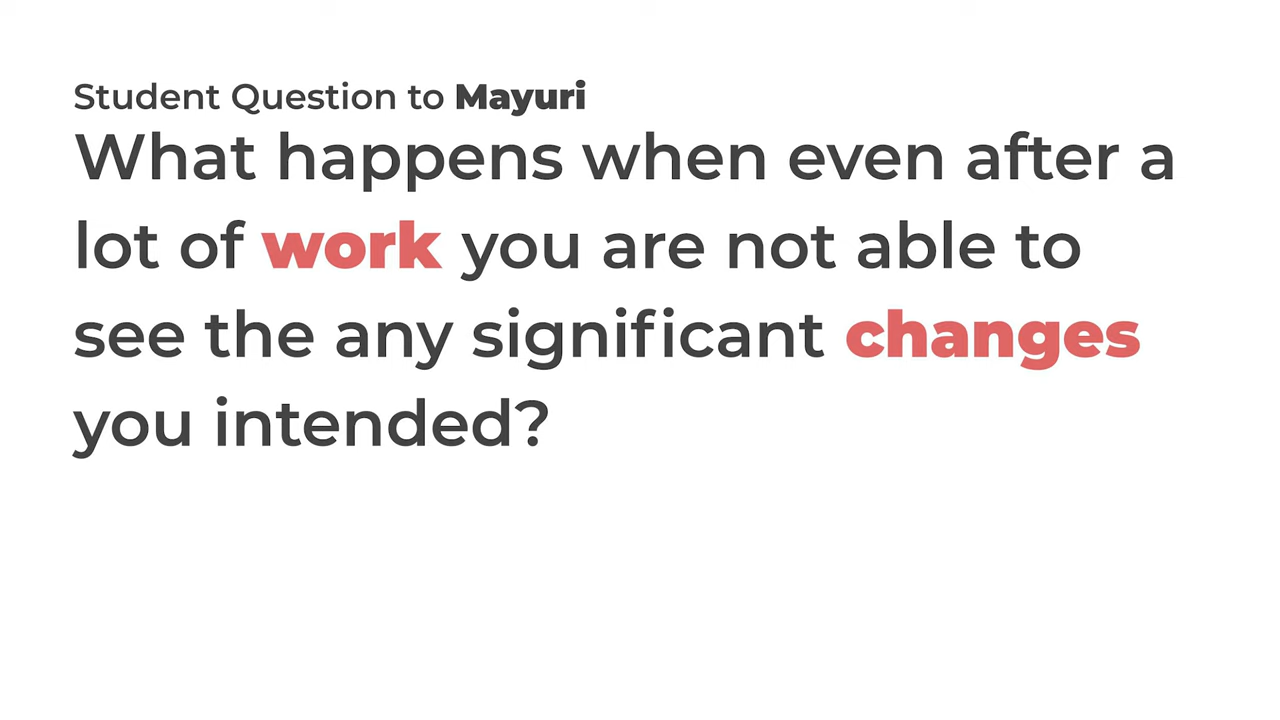 Student Question to Mayuri
What happens when even after a
lot of work you are not able to
see the any significant changes
you intended?